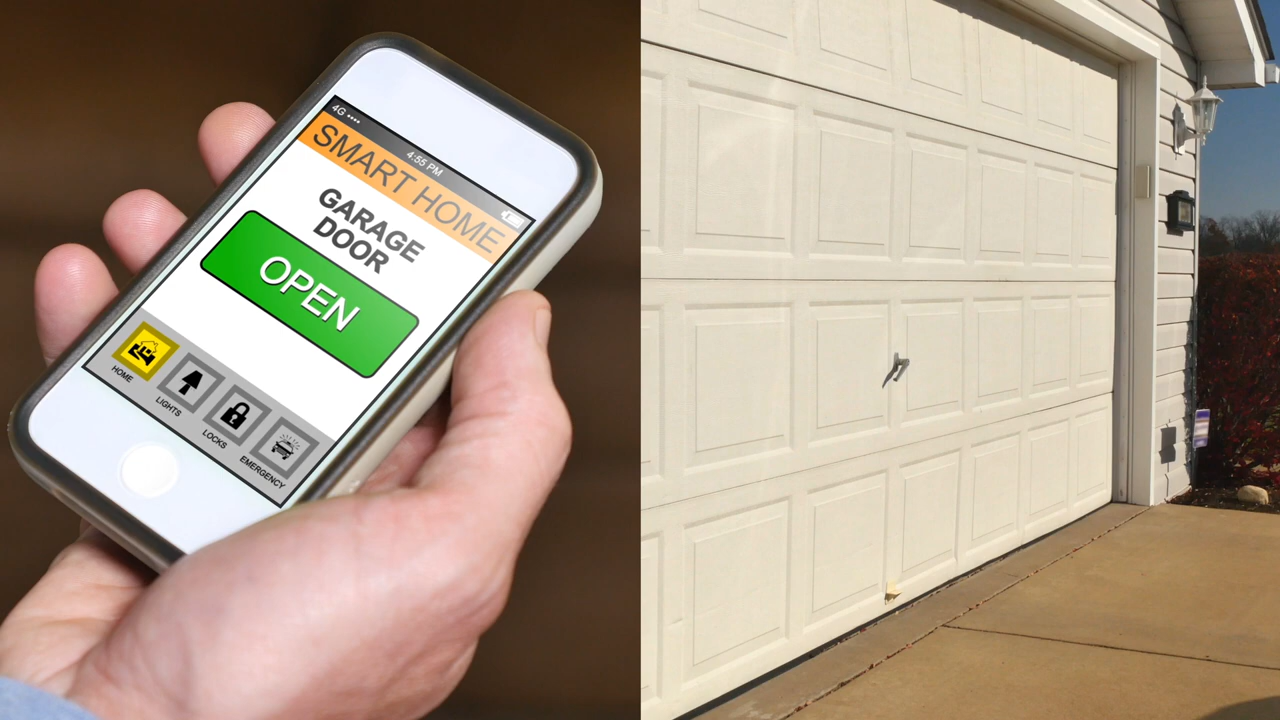 4G
4:55 PM
SMART HOME
GARAGE
DOOR
OPEN
HOME
LIGHTS
LOCKS
EMERGENCY